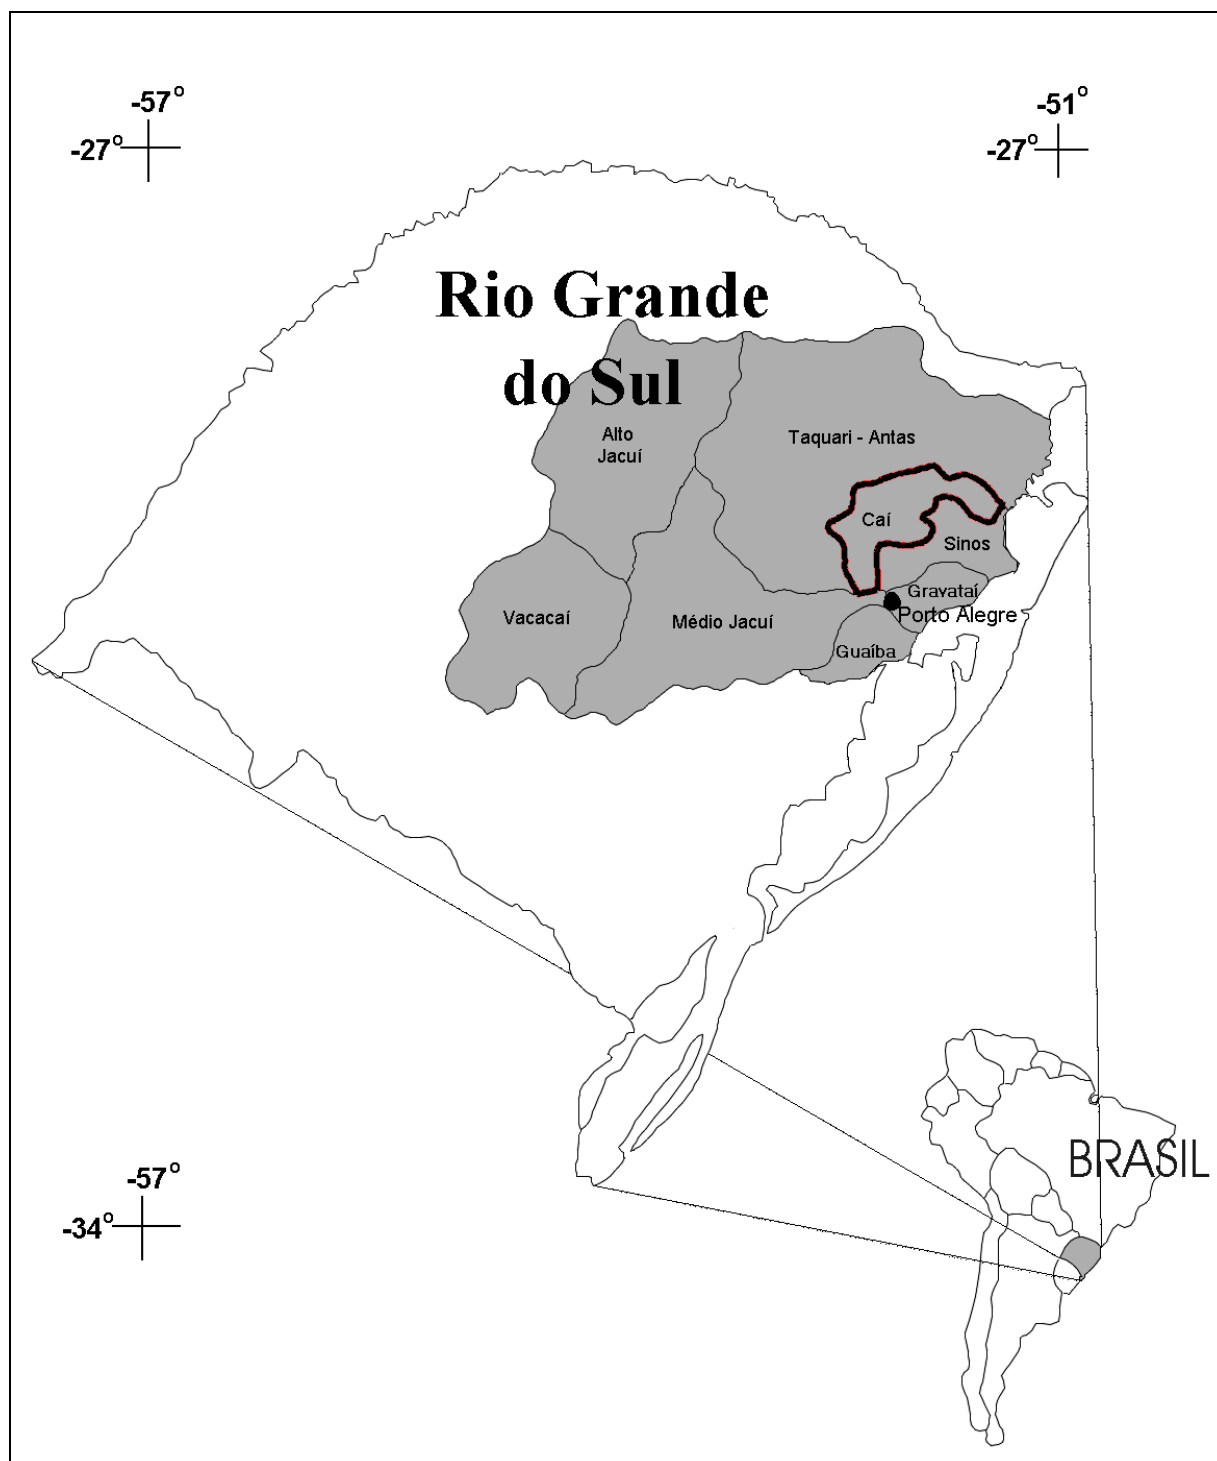 -57°
-27°
-51°
-27°
Rio Grande
do Sul
Alto
Jacuí
Taquari - Antas
Caí
Sinos
Gravataí
Porto Alegre
Vacacaí
Médio Jacuí
Guaíba
BRASIL
-57°
-34°